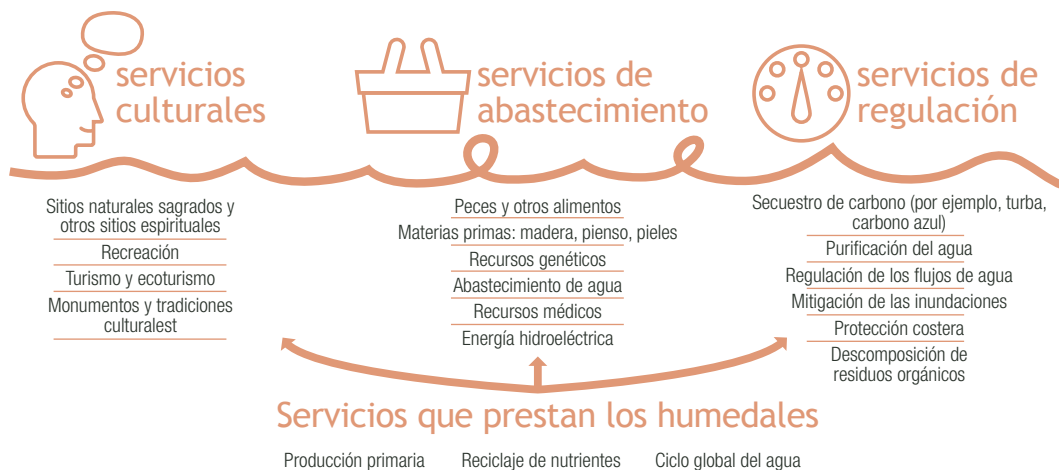 servicios
culturales
servicios de
abastecimiento
servicios de
regulación
Sitios naturales sagrados y
otros sitios espirituales
Recreación
Turismo y ecoturismo
Monumentos y tradiciones
culturalest
Peces y otros alimentos
Materias primas: madera, pienso, pieles
Recursos genéticos
Abastecimiento de agua
Recursos médicos
Energía hidroeléctrica
Secuestro de carbono (por ejemplo, turba,
carbono azul)
Purificación del agua
Regulación de los flujos de agua
Mitigación de las inundaciones
Protección costera
Descomposición de
residuos orgánicos
Servicios que prestan los humedales
Producción primaria
Reciclaje de nutrientes
Ciclo global del agua